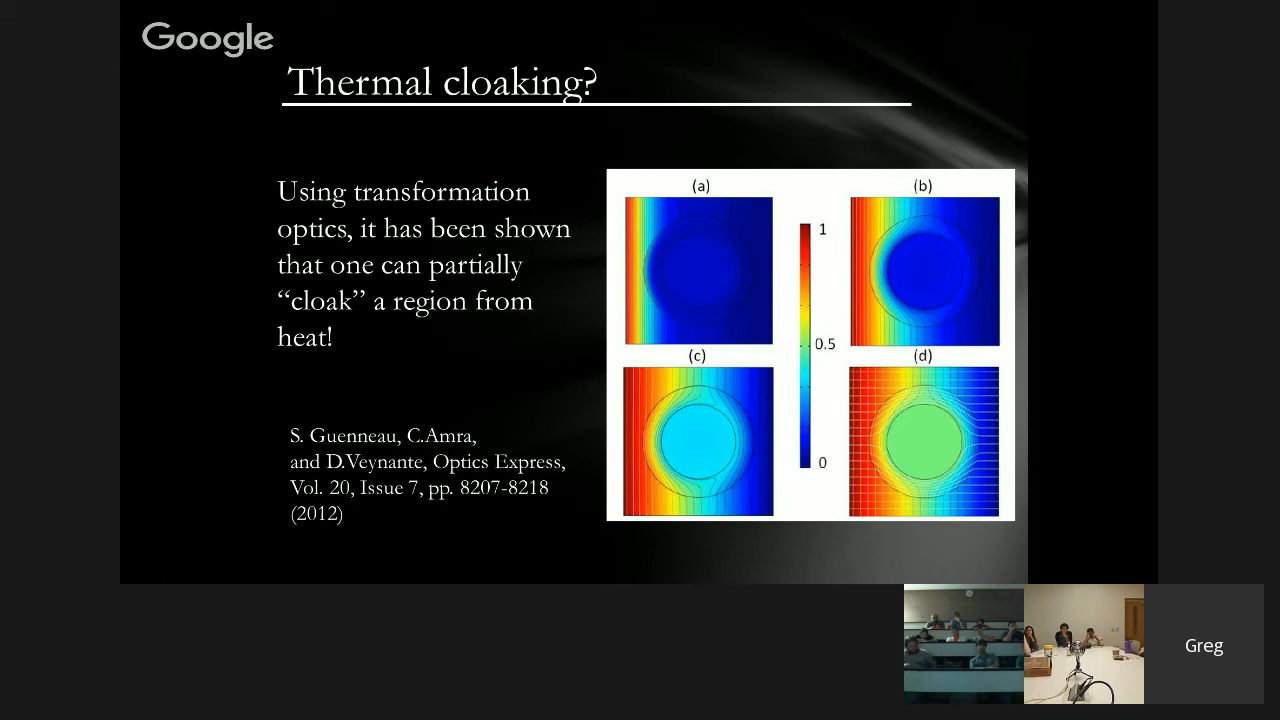 Google
Thermal cloaking?
Using transformation
optics, it has been shown
that one can partially
“cloak” a region from
heat!
S. Guenneau, C.Amra,
and D.Veynante, Optics Express,
Vol. 20, Issue 7, pp. 8207-8218
(2012)
(a)
(b)
1
0.5
0
(c)
(d)
Greg